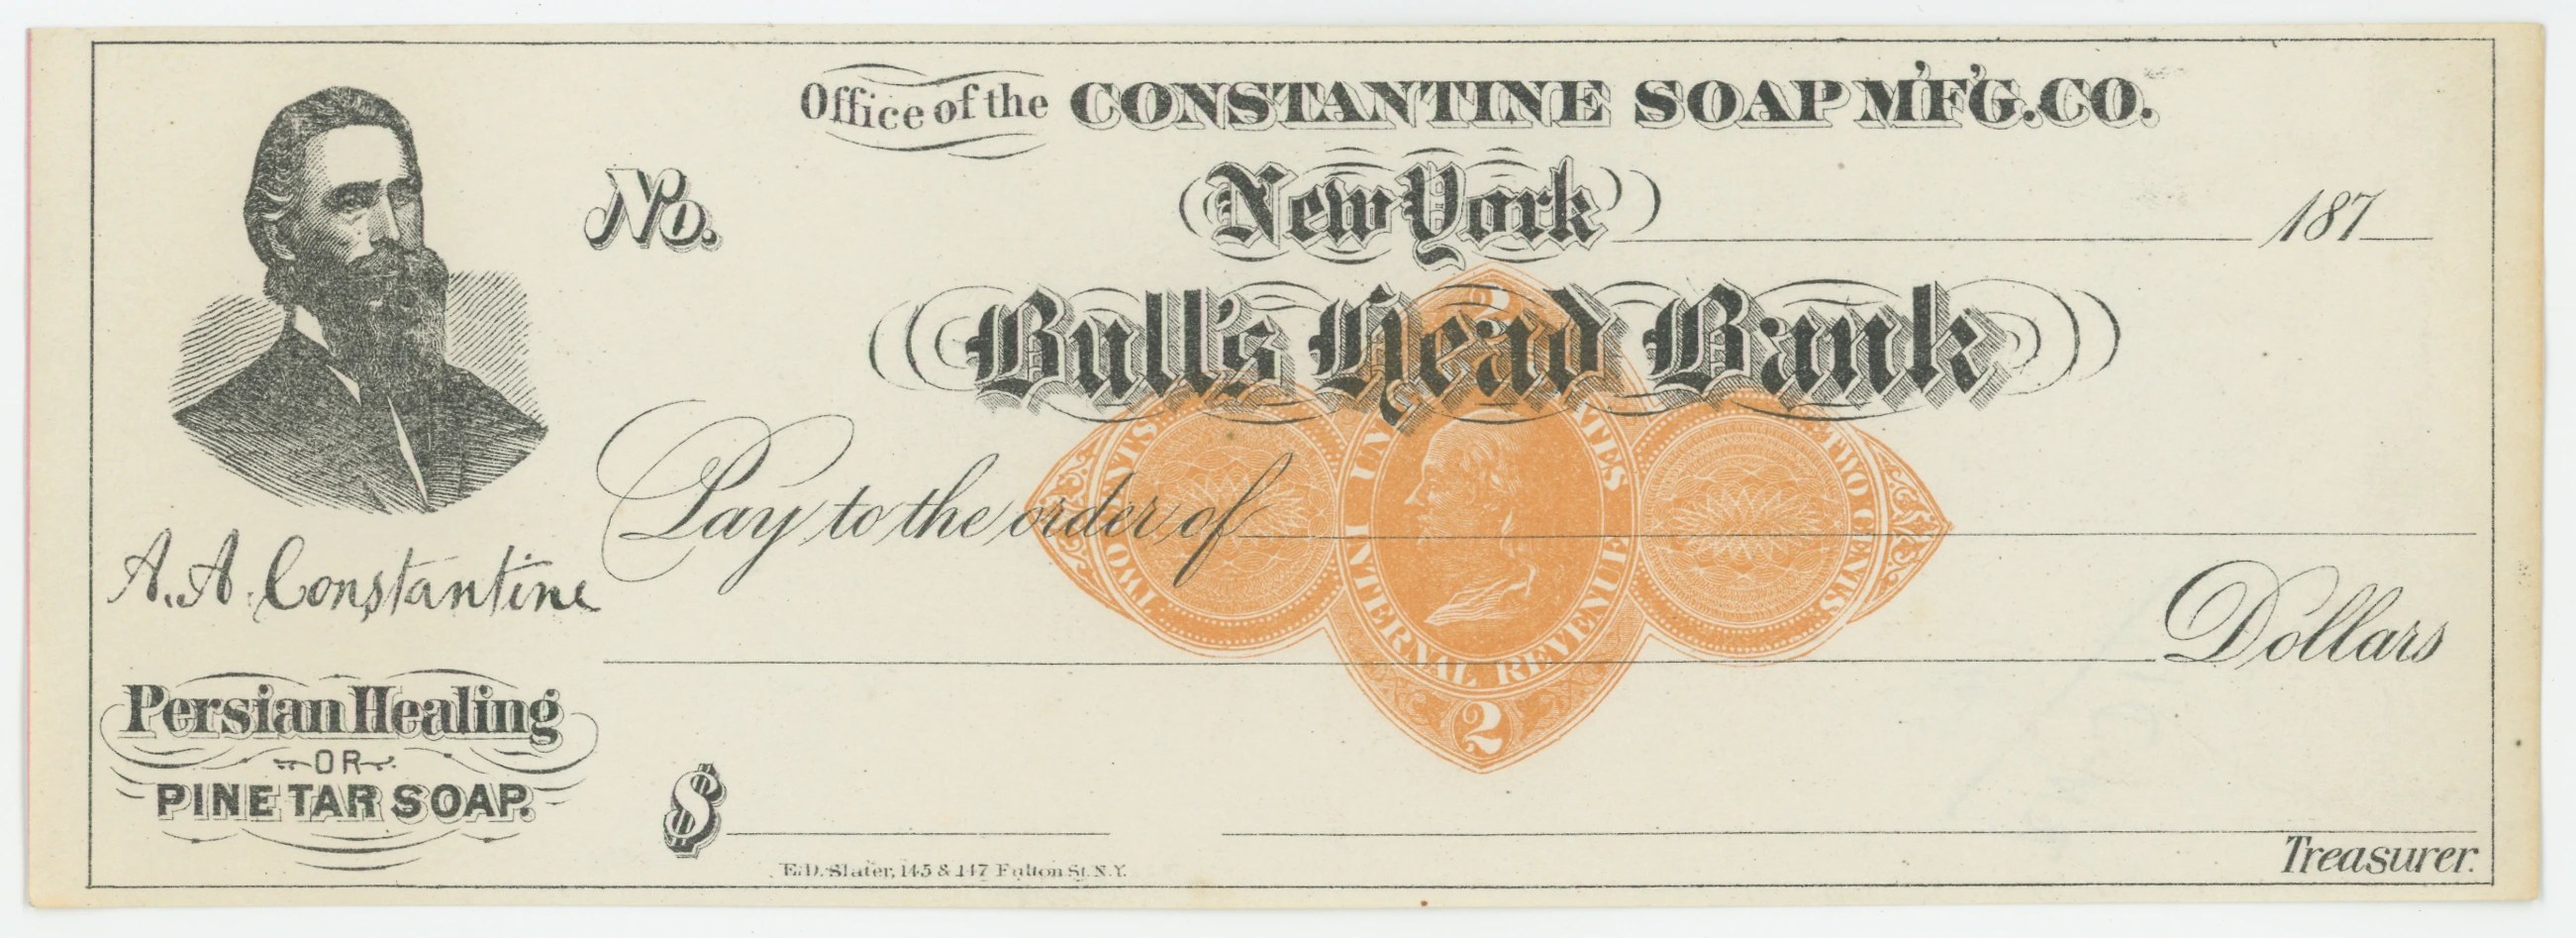 Office of the CONSTANTINE SOAP M'F'G. CO.
No.
New York 187
Bull's Head Bank
Pay to the order of
Dollars
$
Treasurer.
E. D. Slater, 145 & 147 Fulton St. N.Y.
A. A. Constantine
Persian Healing
OR
PINE TAR SOAP.
2
UNITED STATES
INTERNAL REVENUE
TWO CENTS
TWO CENTS
2